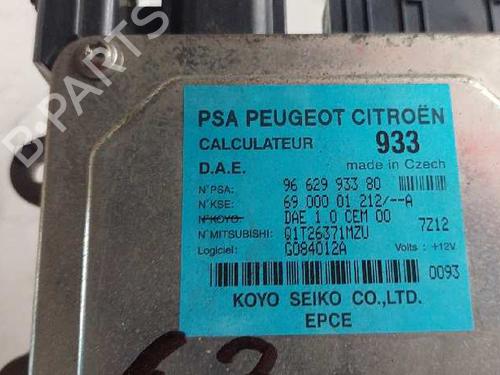 B-PARTS
PSA PEUGEOT CITROËN
CALCULATEUR 933
D.A.E. made in Czech
N°PSA: 96 629 933 80
N°KSE: 69 000 01 212/--A
N°KOYO: DAE 1.0 CEM 00 7Z12
N°MITSUBISHI: Q1T26371MZU
Logiciel: G084012A Volts : +12V
0093
KOYO SEIKO CO.,LTD.
EPCE